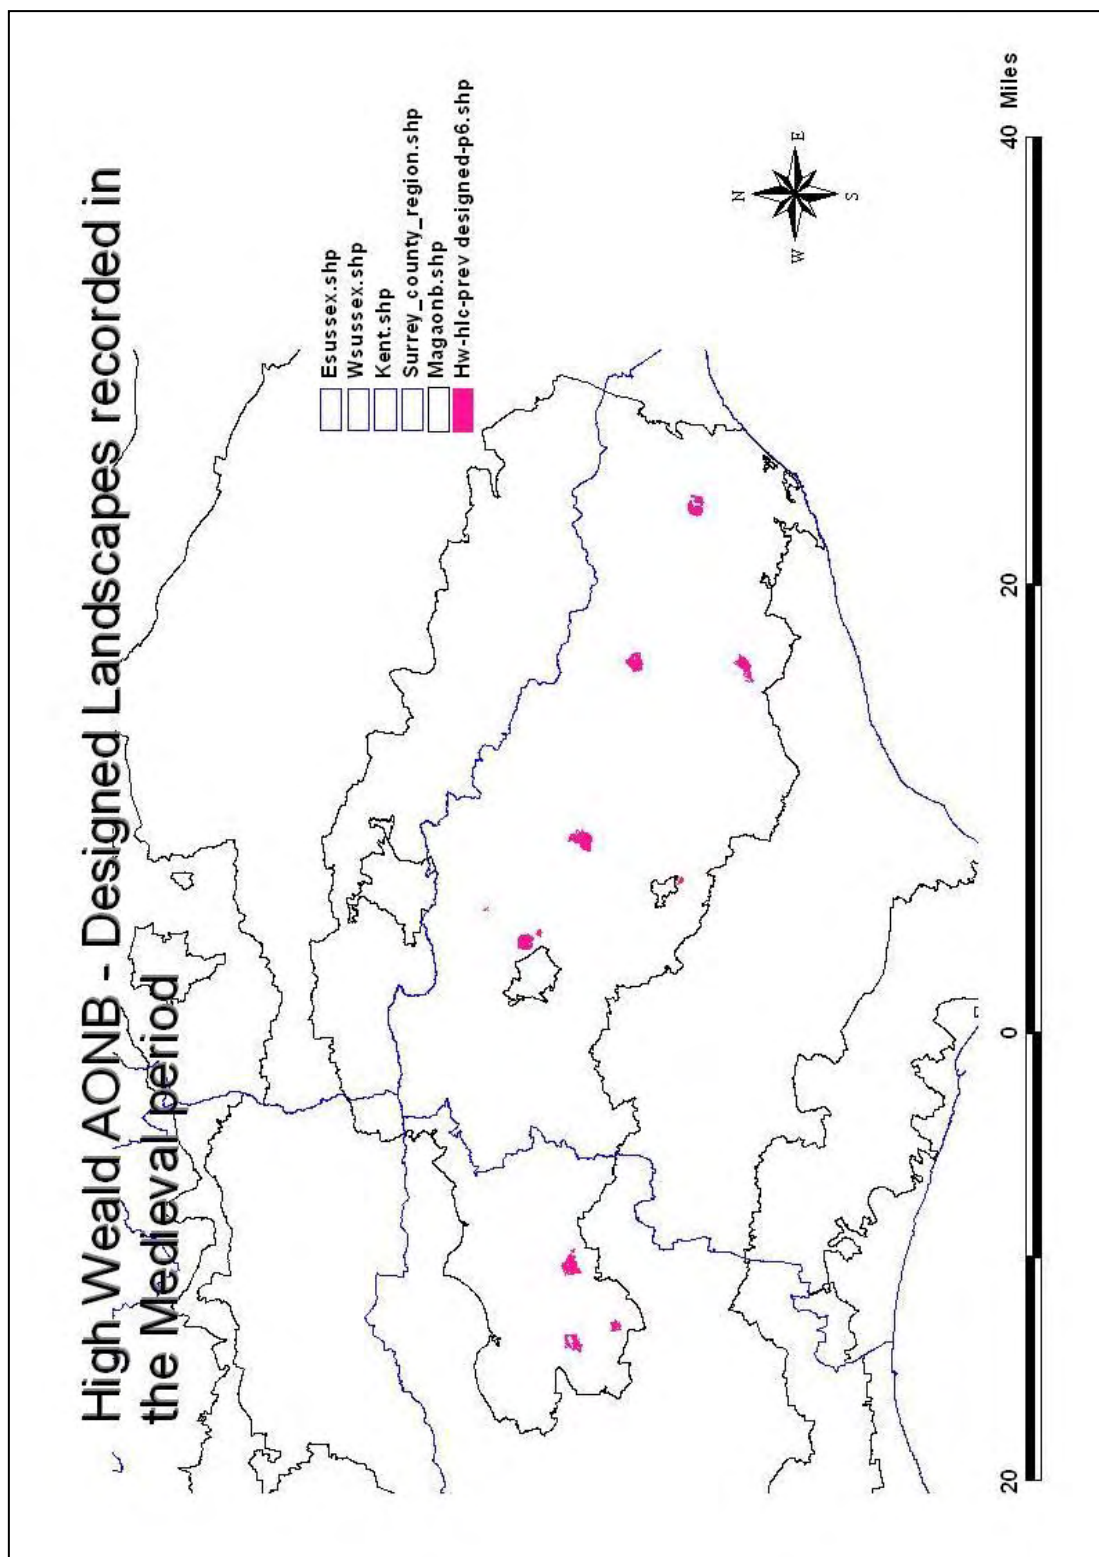 High Weald AONB - Designed Landscapes recorded in
the Medieval period
Esussex.shp
Wsussex.shp
Kent.shp
Surrey_county_region.shp
Magaonb.shp
Hw-hlc-prev designed-p6.shp
N
W E
S
20 0 20 40 Miles